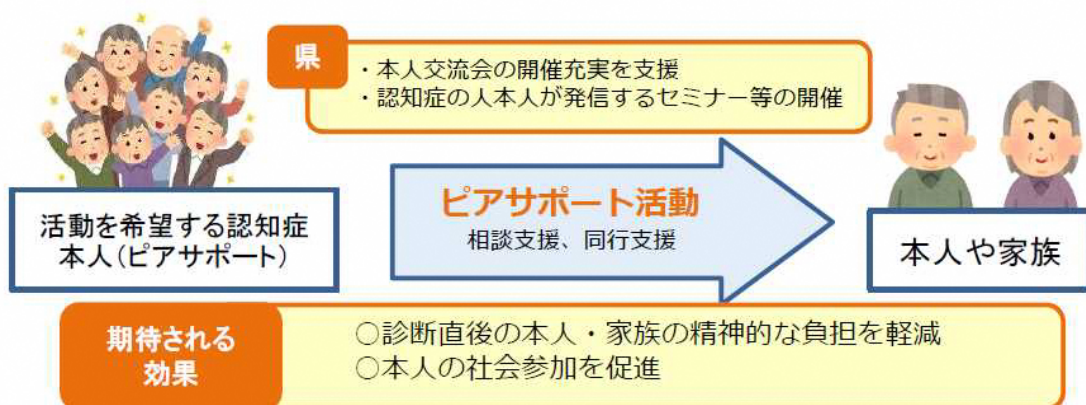 県
・本人交流会の開催充実を支援
・認知症の人本人が発信するセミナー等の開催
活動を希望する認知症
本人(ピアサポート)
ピアサポート活動
相談支援、同行支援
本人や家族
期待される
効果
○診断直後の本人・家族の精神的な負担を軽減
○本人の社会参加を促進